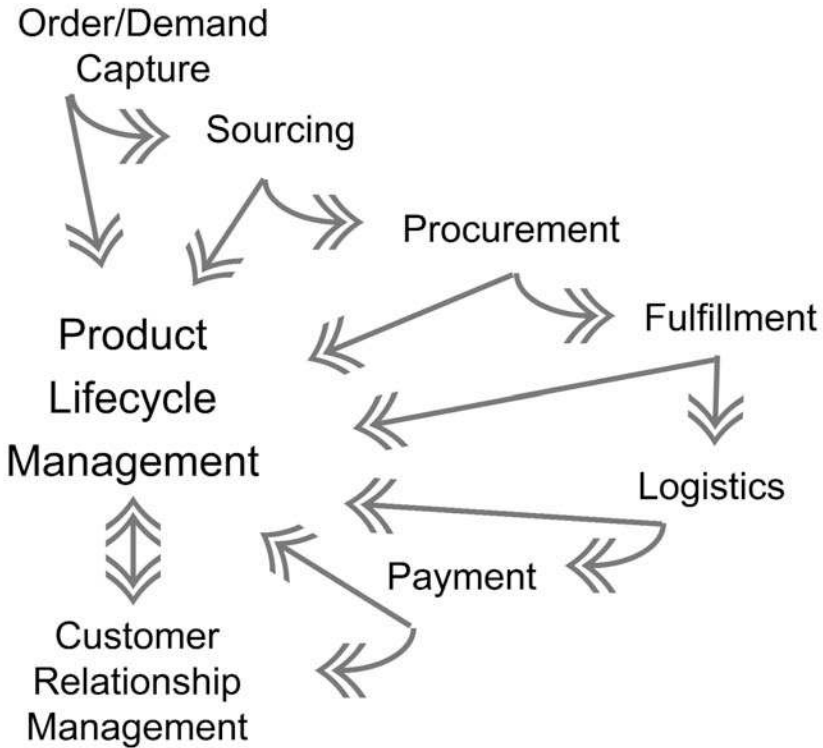 Order/Demand
Capture
Sourcing
Procurement
Fulfillment
Product
Lifecycle
Management
Logistics
Payment
Customer
Relationship
Management